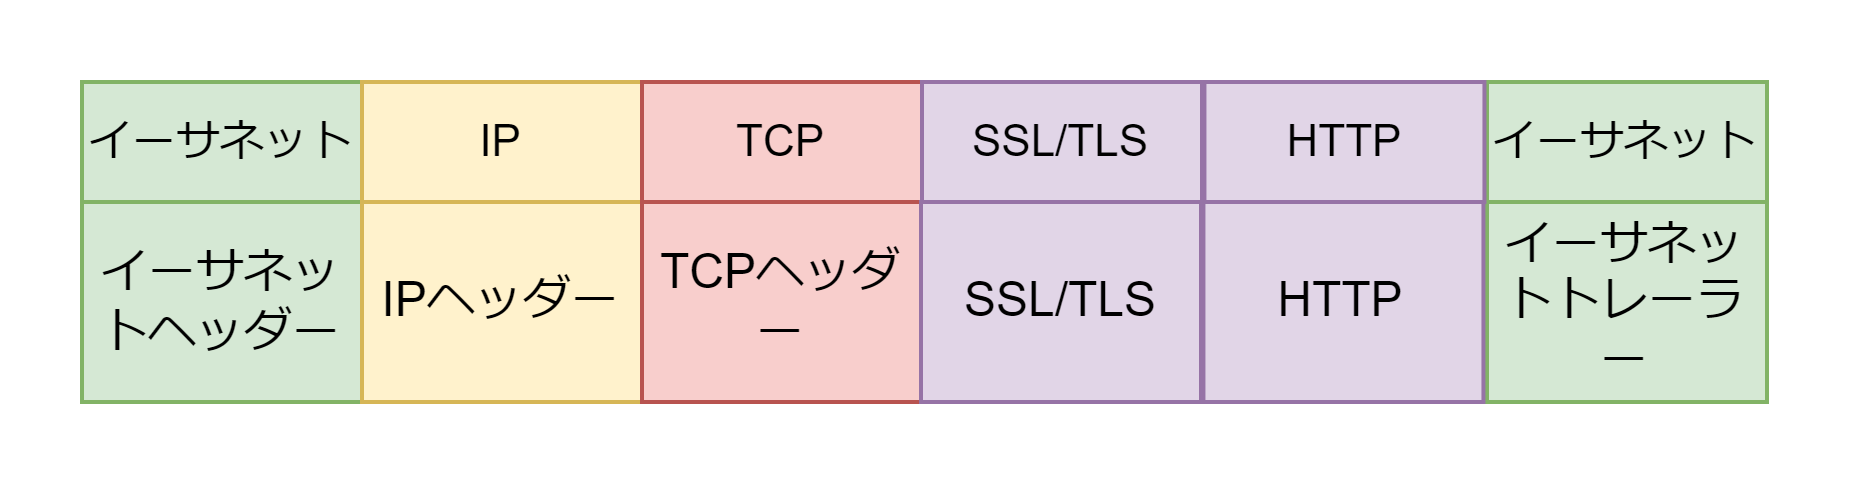 イーサネット
IP
TCP
SSL/TLS
HTTP
イーサネット
イーサネッ
トヘッダー
IPヘッダー
TCPヘッダ
ー
SSL/TLS
HTTP
イーサネッ
トトレーラ
ー